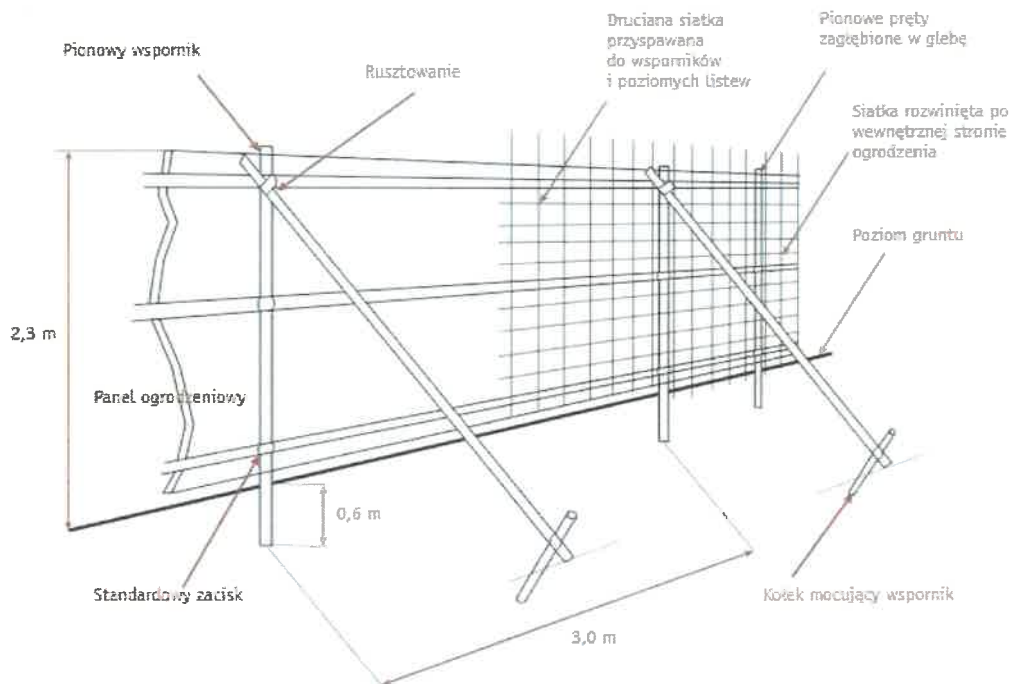 Pionowy wspornik
Rusztowanie
Druciana siatka
przyspawana
do wsporników
i poziomych listew
Pionowe pręty
zagłębione w glebę
Siatka rozwinięta po
wewnętrznej stronie
ogrodzenia
Poziom gruntu
2,3 m
Panel ogrodzeniowy
0,6 m
Standardowy zacisk
3,0 m
Kołek mocujący wspornik